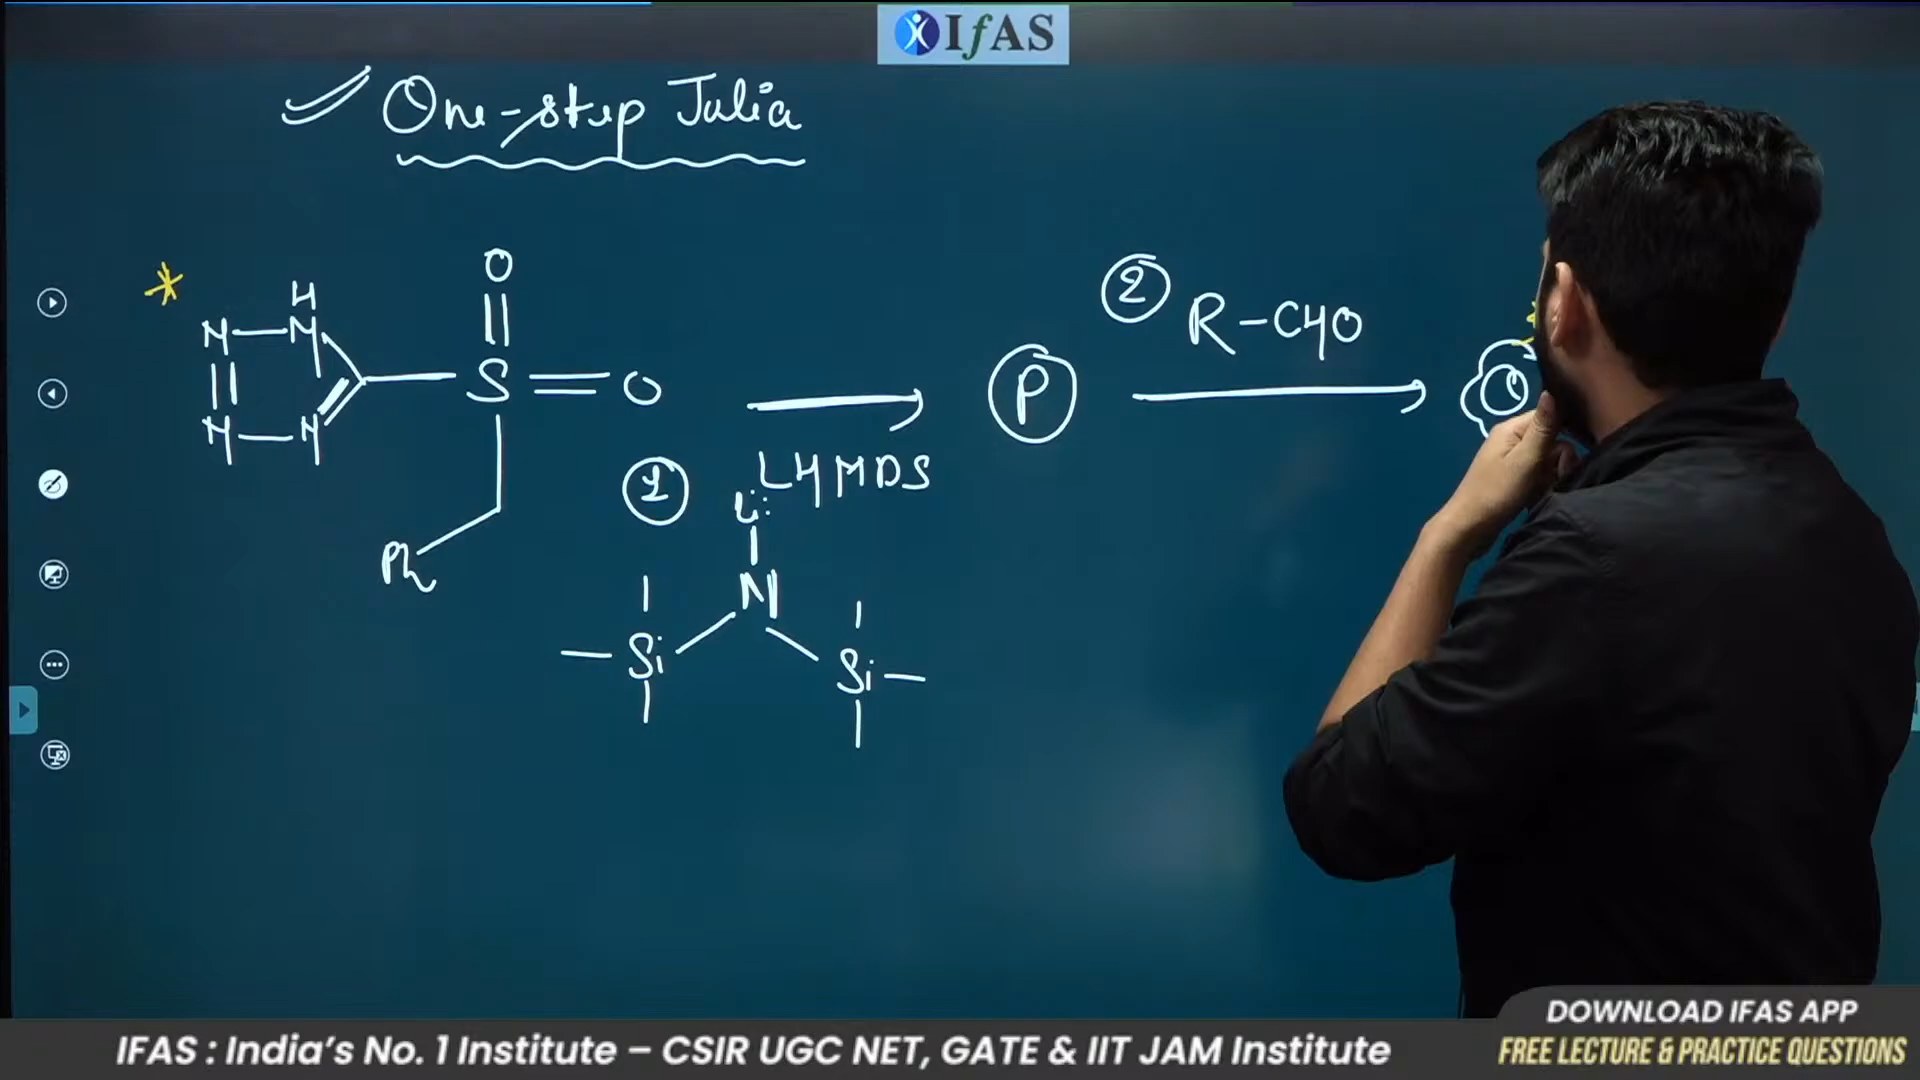 IfAS
One-step Julia
O
H
N N
S O
N N
Ph
1
LHMDS
Li
N
Si Si
P
2
R-CHO
Q
DOWNLOAD IFAS APP
FREE LECTURE & PRACTICE QUESTIONS
IFAS : India's No. 1 Institute – CSIR UGC NET, GATE & IIT JAM Institute